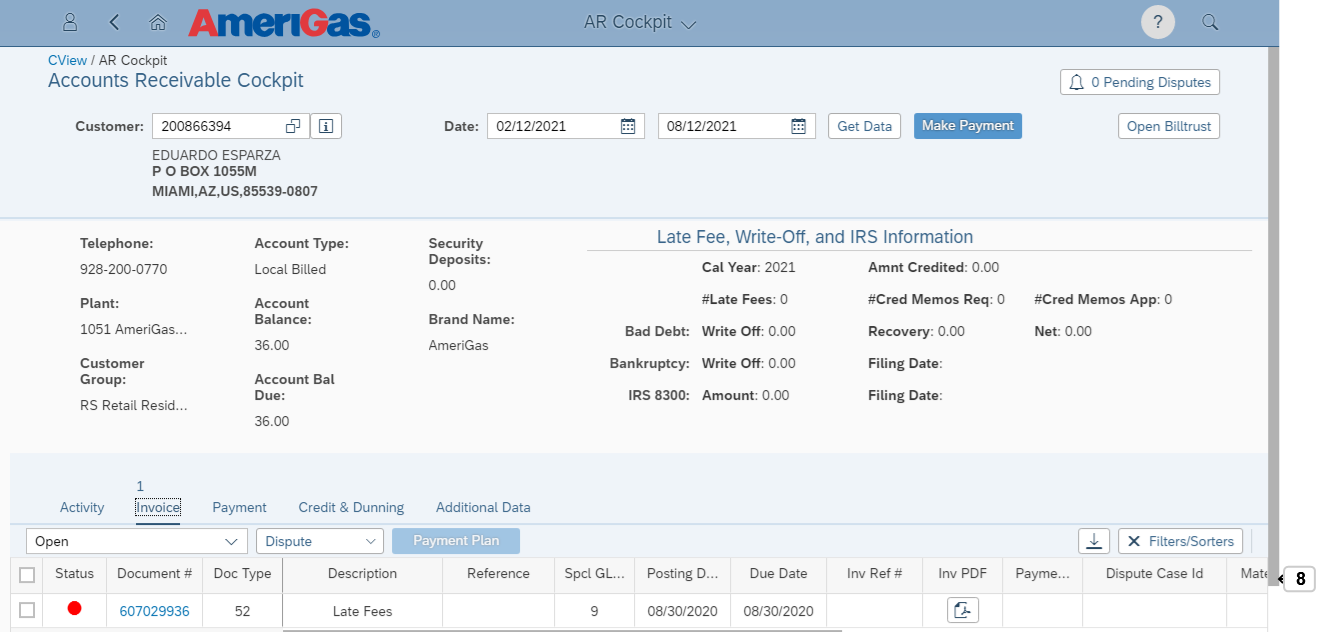 AmeriGas®
AR Cockpit
?
CView / AR Cockpit
Accounts Receivable Cockpit
0 Pending Disputes
Customer: 200866394
Date: 02/12/2021 08/12/2021 Get Data Make Payment Open Billtrust
EDUARDO ESPARZA
P O BOX 1055M
MIAMI,AZ,US,85539-0807
Telephone:
928-200-0770
Plant:
1051 AmeriGas...
Customer
Group:
RS Retail Resid...
Account Type:
Local Billed
Account
Balance:
36.00
Account Bal
Due:
36.00
Security
Deposits:
0.00
Brand Name:
AmeriGas
Late Fee, Write-Off, and IRS Information
Cal Year: 2021 Amnt Credited: 0.00
#Late Fees: 0 #Cred Memos Req: 0 #Cred Memos App: 0
Bad Debt: Write Off: 0.00 Recovery: 0.00 Net: 0.00
Bankruptcy: Write Off: 0.00 Filing Date:
IRS 8300: Amount: 0.00 Filing Date:
1
Activity Invoice Payment Credit & Dunning Additional Data
Open Dispute Payment Plan Filters/Sorters
Status Document # Doc Type Description Reference Spcl GL... Posting D... Due Date Inv Ref # Inv PDF Payme... Dispute Case Id Mate
8
607029936 52 Late Fees 9 08/30/2020 08/30/2020